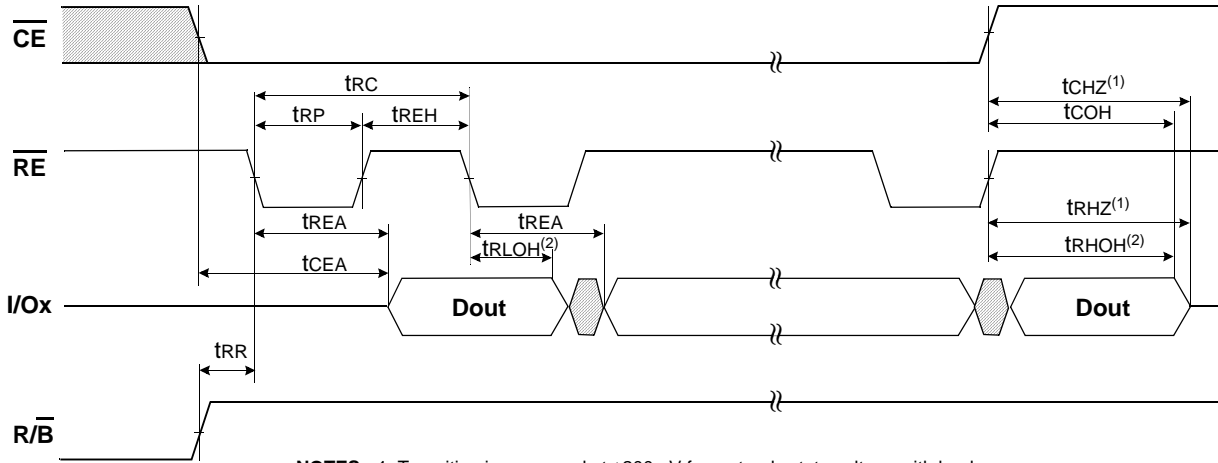 CE
tCHZ(1)
tRC
tCOH
tRP
tREH
RE
tREA
tREA
tRHZ(1)
tRLOH(2)
tRHOH(2)
tCEA
I/Ox
Dout
Dout
tRR
R/B